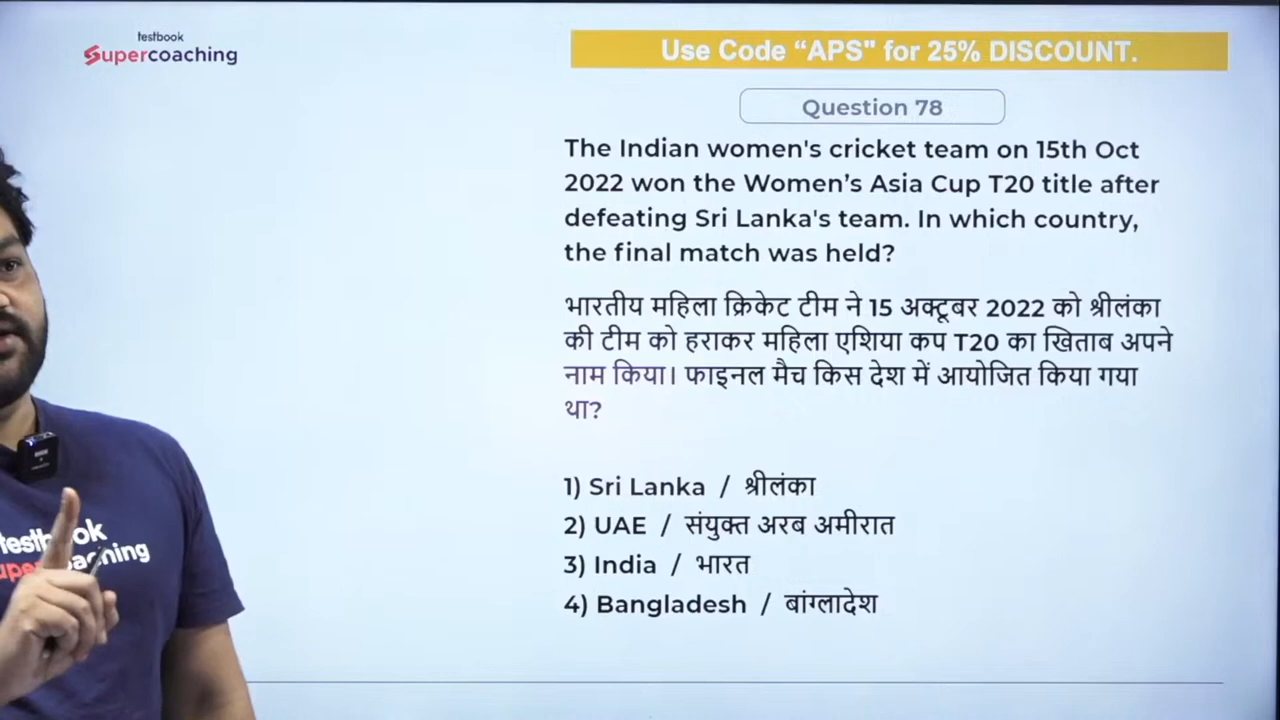 testbook
Supercoaching
Use Code “APS" for 25% DISCOUNT.
Question 78
The Indian women's cricket team on 15th Oct
2022 won the Women’s Asia Cup T20 title after
defeating Sri Lanka's team. In which country,
the final match was held?
भारतीय महिला क्रिकेट टीम ने 15 अक्टूबर 2022 को श्रीलंका
की टीम को हराकर महिला एशिया कप T20 का खिताब अपने
नाम किया। फाइनल मैच किस देश में आयोजित किया गया
था?
1) Sri Lanka / श्रीलंका
2) UAE / संयुक्त अरब अमीरात
3) India / भारत
4) Bangladesh / बांग्लादेश